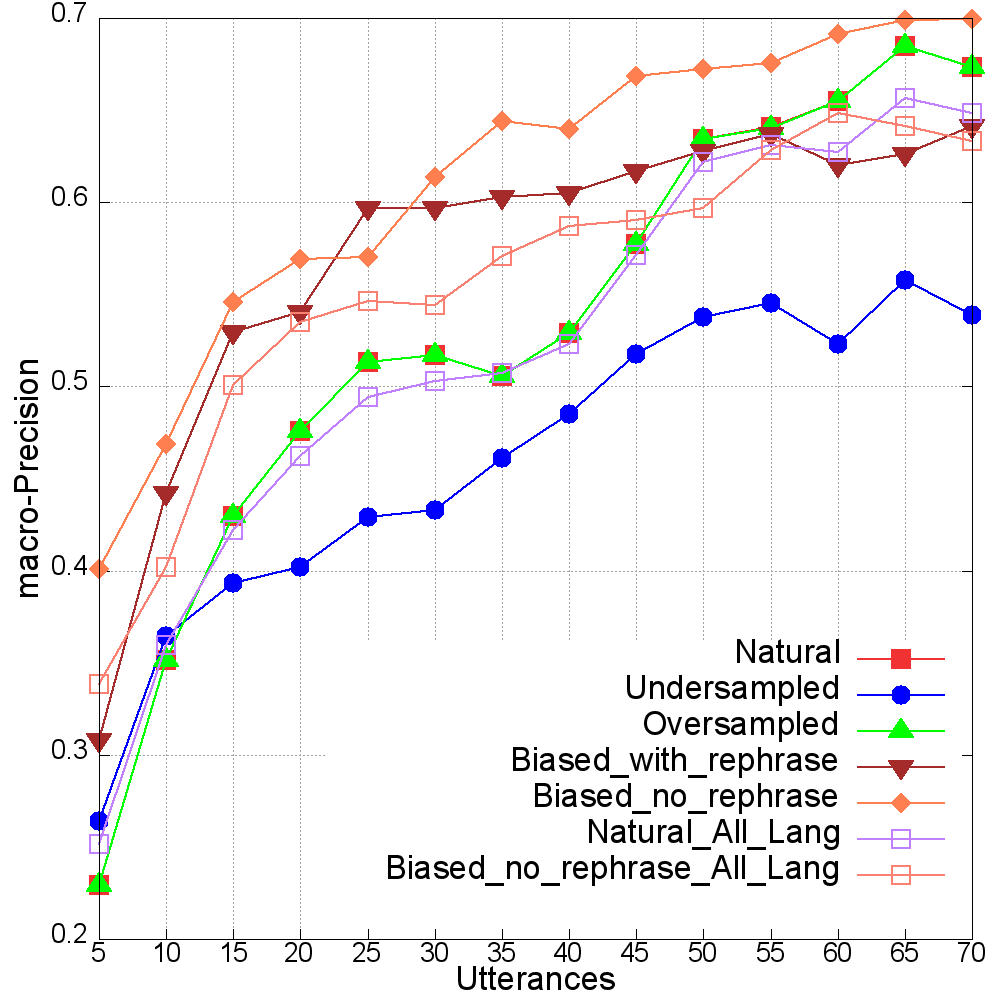 0.7
0.6
0.5
0.4
0.3
0.2
macro-Precision
Natural
Undersampled
Oversampled
Biased_with_rephrase
Biased_no_rephrase
Natural_All_Lang
Biased_no_rephrase_All_Lang
5 10 15 20 25 30 35 40 45 50 55 60 65 70
Utterances